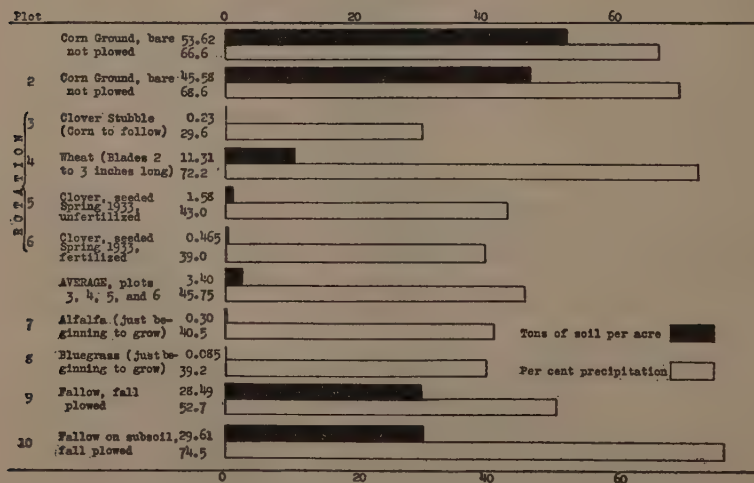 Plot 0 20 40 60
Corn Ground, bare 53.62
not plowed 66.6
2 Corn Ground, bare 45.58
not plowed 68.6
ROTATION
3 Clover Stubble 0.23
(Corn to follow) 29.6
4 Wheat (Blades 2 11.31
to 3 inches long) 72.2
5 Clover, seeded 1.58
Spring 1933, 43.0
unfertilized
6 Clover, seeded 0.465
Spring 1933,
fertilized 39.0
AVERAGE, plots 3.40
3, 4, 5, and 6 45.75
7 Alfalfa (just be- 0.30
ginning to grow) 40.5
Tons of soil per acre
8 Bluegrass (just be- 0.085
ginning to grow) 39.2
Per cent precipitation
9 Fallow, fall 28.49
plowed 52.7
10 Fallow on subsoil, 29.61
fall plowed 74.5
0 20 40 60